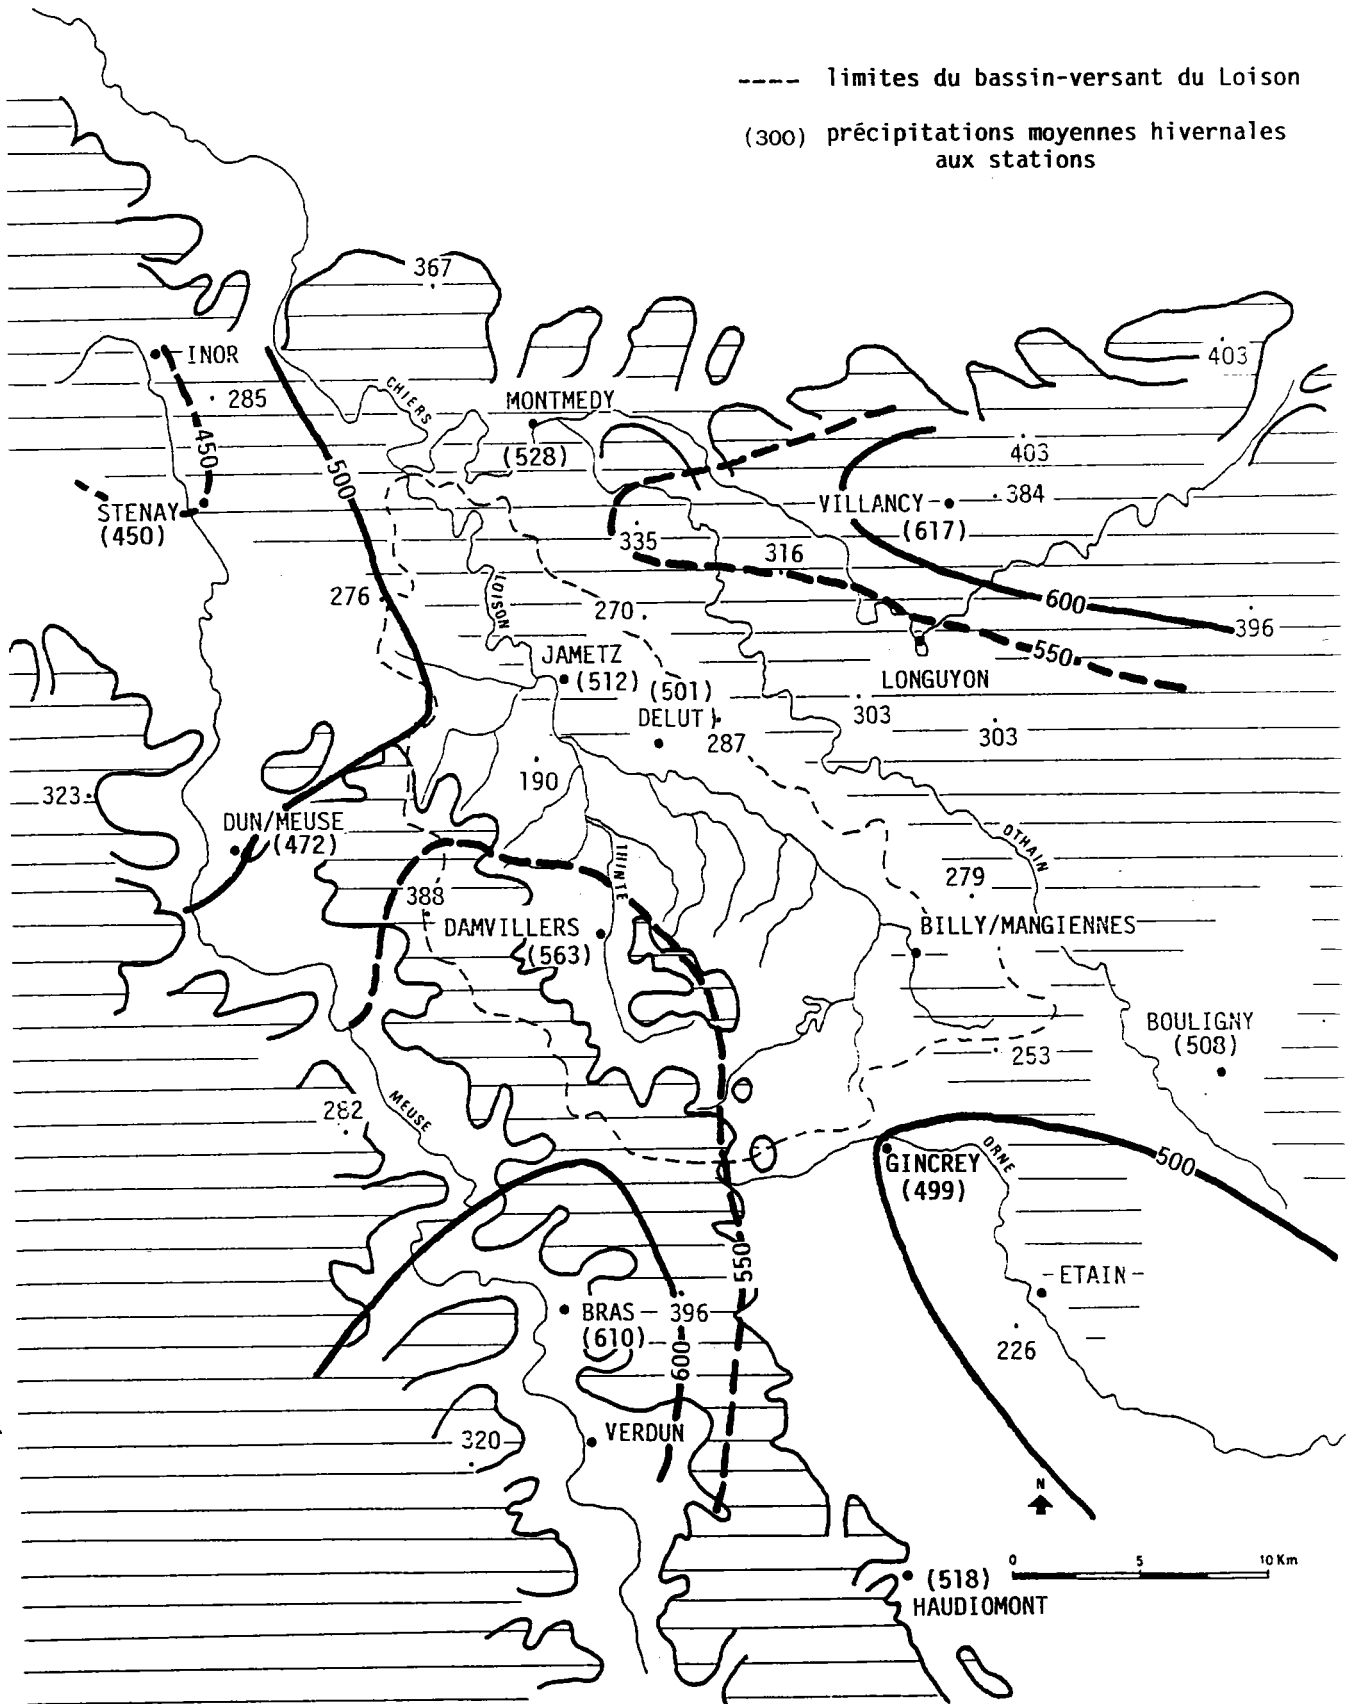 ---- limites du bassin-versant du Loison
(300) précipitations moyennes hivernales
aux stations
367
INOR
403
285
CHIERS
MONTMEDY
450
(528)
403
500
384
STENAY
(450)
VILLANCY
(617)
335
316
276
LOISON
270
600
396
JAMETZ
(512)
(501)
550
LONGUYON
DELUT
303
287
303
190
323
DUN/MEUSE
(472)
OTHAIN
THINTE
279
388
DAMVILLERS
(563)
BILLY/MANGIENNES
BOULIGNY
(508)
253
282
MEUSE
GINCREY
(499)
ORNE
500
550
ETAIN
BRAS
(610)
396
600
226
VERDUN
320
N
0 5 10 Km
(518)
HAUDIOMONT